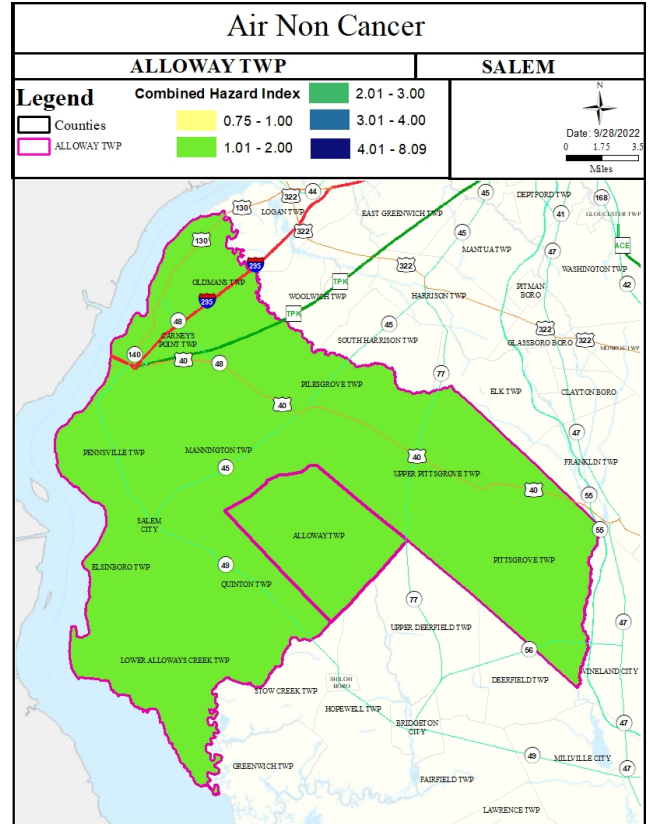 Air Non Cancer
ALLOWAY TWP
SALEM
Legend
Counties
ALLOWAY TWP
Combined Hazard Index
0.75 - 1.00
1.01 - 2.00
2.01 - 3.00
3.01 - 4.00
4.01 - 8.09
N
Date: 9/28/2022
0 1.75 3.5
Miles
322
44
45
DEPTFORD TWP
168
130
LOGAN TWP
EAST GREENWICH TWP
41
GLOUCESTER TWP
322
45
130
MANTUA TWP
47
ACE
295
322
WASHINGTON TWP
OLDMANS TWP
TPK
42
295
WOOLWICH TWP
HARRISON TWP
PITMAN
BORO
48
TPK
45
322
CARNEYS
POINT TWP
SOUTH HARRISON TWP
GLASSBORO BORO
322
MONROE TWP
140
40
48
77
PILESGROVE TWP
ELK TWP
CLAYTON BORO
40
47
PENNSVILLE TWP
MANNINGTON TWP
40
FRANKLIN TWP
45
UPPER PITTSGROVE TWP
40
55
SALEM
CITY
ALLOWAY TWP
55
ELSINBORO TWP
49
PITTSGROVE TWP
QUINTON TWP
77
UPPER DEERFIELD TWP
47
56
LOWER ALLOWAYS CREEK TWP
VINELAND CITY
SHILOH
BORO
DEERFIELD TWP
STOW CREEK TWP
HOPEWELL TWP
BRIDGETON
CITY
47
49
MILLVILLE CITY
GREENWICH TWP
47
FAIRFIELD TWP
LAWRENCE TWP